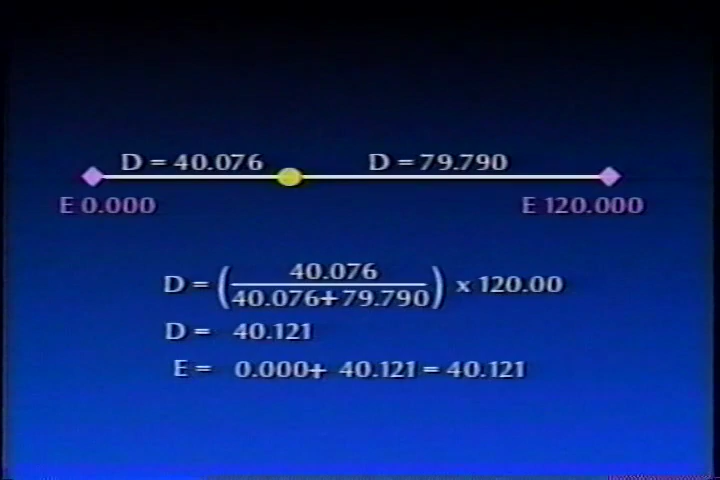 D = 40.076 D = 79.790
E 0.000 E 120.000
D = (40.076 / 40.076+79.790) x 120.00
D = 40.121
E = 0.000+ 40.121 = 40.121